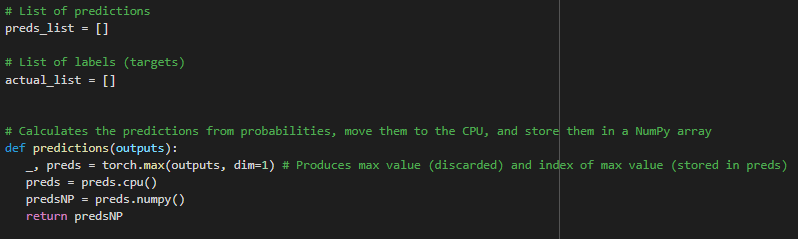 # List of predictions
preds_list = []
# List of labels (targets)
actual_list = []
# Calculates the predictions from probabilities, move them to the CPU, and store them in a NumPy array
def predictions(outputs):
_, preds = torch.max(outputs, dim=1) # Produces max value (discarded) and index of max value (stored in preds)
preds = preds.cpu()
predsNP = preds.numpy()
return predsNP